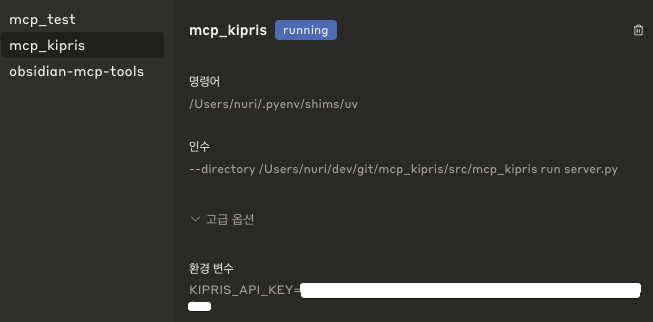 mcp_test
mcp_kipris
obsidian-mcp-tools
mcp_kipris running
명령어
/Users/nuri/.pyenv/shims/uv
인수
--directory /Users/nuri/dev/git/mcp_kipris/src/mcp_kipris run server.py
고급 옵션
환경 변수
KIPRIS_API_KEY=